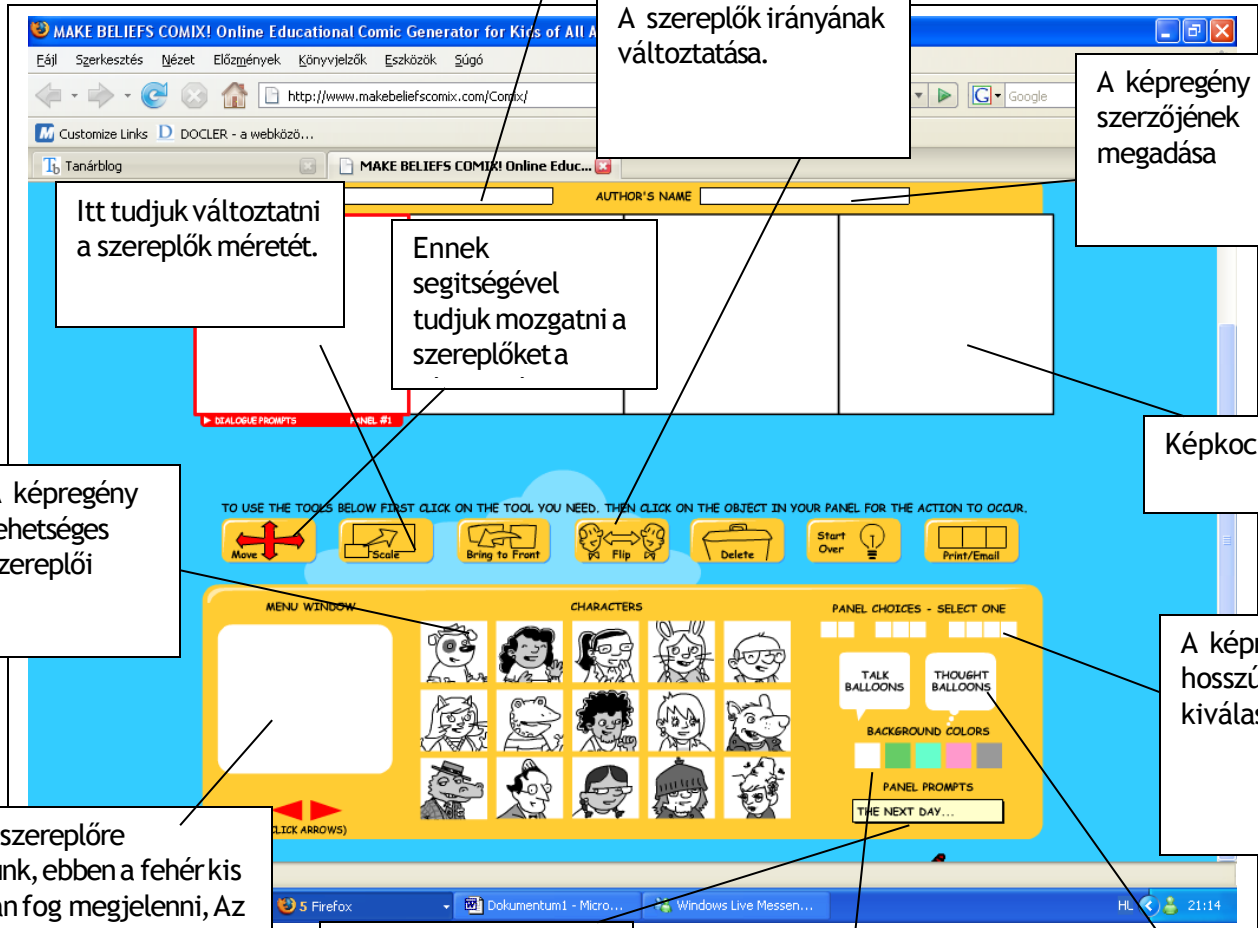 MAKE BELIEFS COMIX! Online Educational Comic Generator for Kids of All A
A szereplők irányának
változtatása.
Fájl Szerkesztés Nézet Előzmények Könyvjelzők Eszközök Súgó
http://www.makebeliefscomix.com/Comix/
Google
A képregény
szerzőjének
megadása
Customize Links DOCLER - a webközö...
Tanárblog
MAKE BELIEFS COMIX! Online Educ...
AUTHOR'S NAME
Itt tudjuk változtatni
a szereplők méretét.
Ennek
segitségével
tudjuk mozgatni a
szereplőket a
DIALOGUE PROMPTS PANEL #1
Képkoc
képregény
ehetséges
zereplői
TO USE THE TOOLS BELOW FIRST CLICK ON THE TOOL YOU NEED. THEN CLICK ON THE OBJECT IN YOUR PANEL FOR THE ACTION TO OCCUR.
Move
Scale
Bring to Front
Flip
Delete
Start
Over
Print/Email
MENU WINDOW
CHARACTERS
PANEL CHOICES - SELECT ONE
A képr
hosszú
kiválas
TALK
BALLOONS
THOUGHT
BALLOONS
BACKGROUND COLORS
PANEL PROMPTS
THE NEXT DAY...
CLICK ARROWS)
szereplőre
unk, ebben a fehér kis
an fog megjelenni, Az
5 Firefox
Dokumentum1 - Micro...
Windows Live Messen...
HL
21:14